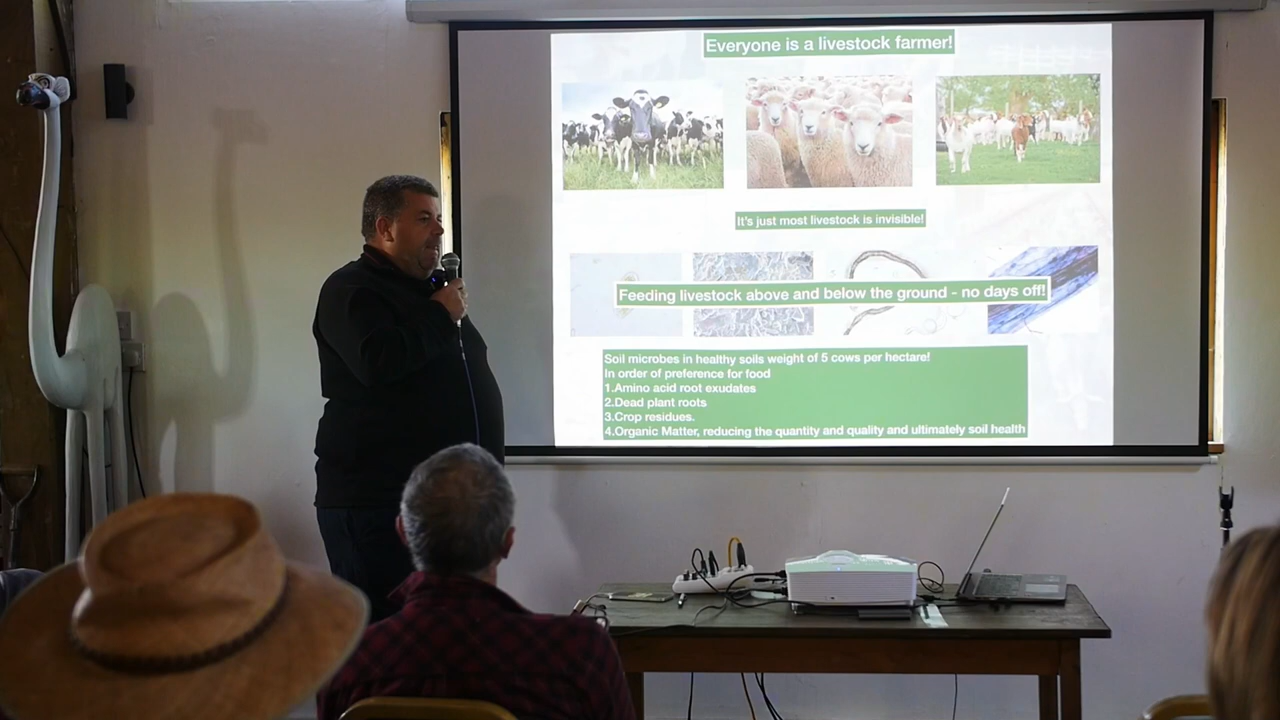 Everyone is a livestock farmer!
It's just most livestock is invisible!
Feeding livestock above and below the ground - no days off!
Soil microbes in healthy soils weight of 5 cows per hectare!
In order of preference for food
1.Amino acid root exudates
2.Dead plant roots
3.Crop residues.
4.Organic Matter, reducing the quantity and quality and ultimately soil health